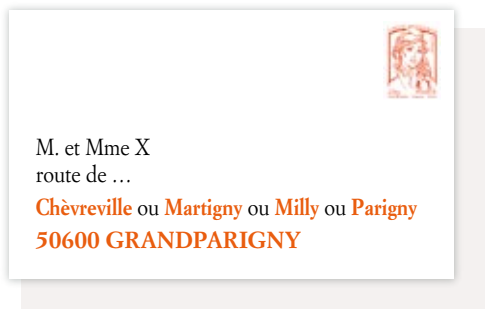 M. et Mme X
route de …
Chèvreville ou Martigny ou Milly ou Parigny
50600 GRANDPARIGNY